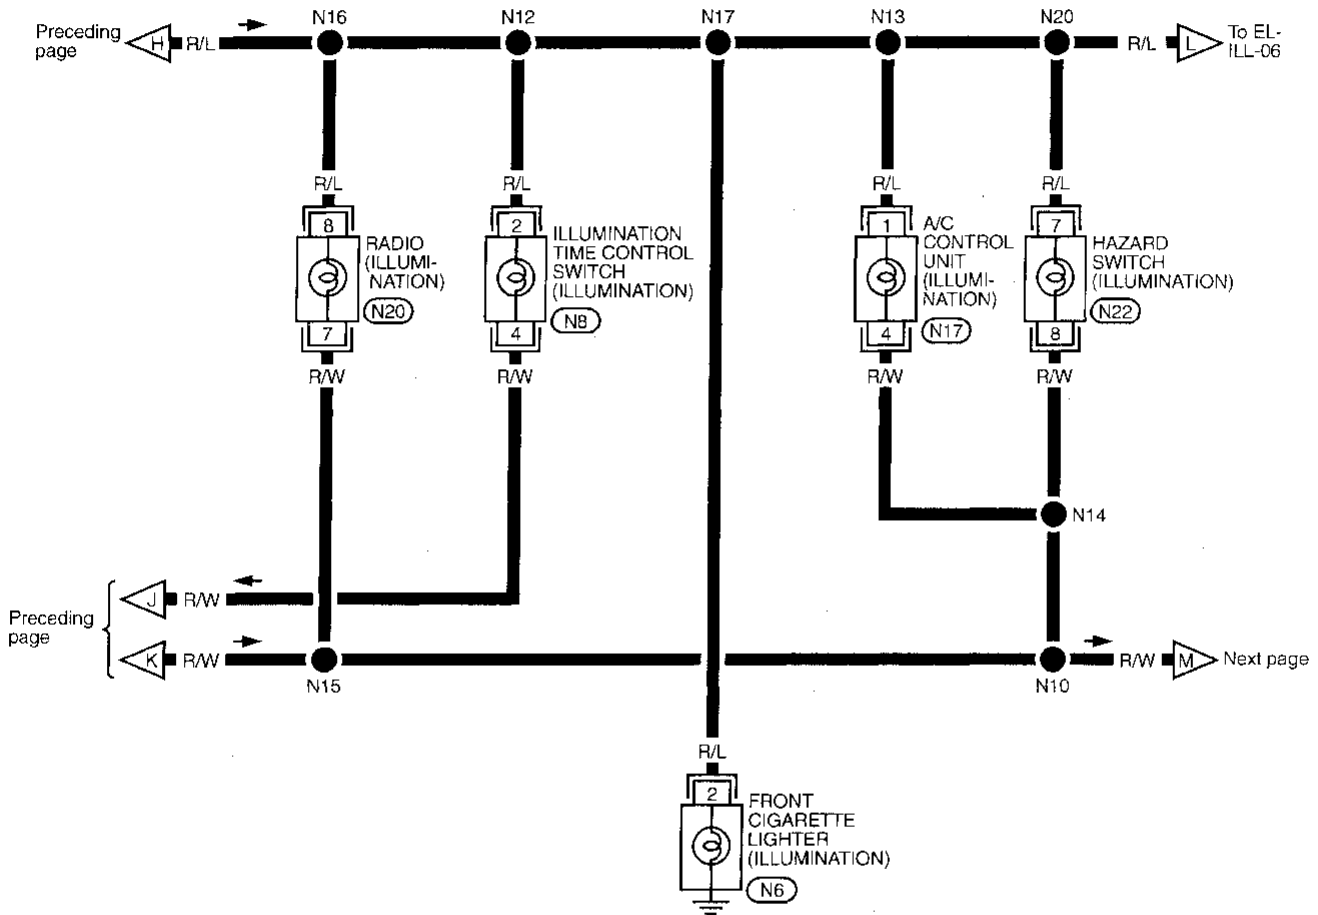 N16 N12 N17 N13 N20
Preceding
page
H R/L
R/L L
To EL-
ILL-06
R/L R/L R/L R/L
8 2 1 7
RADIO
(ILLUMI-
NATION)
N20
ILLUMINATION
TIME CONTROL
SWITCH
(ILLUMINATION)
N8
A/C
CONTROL
UNIT
(ILLUMI-
NATION)
N17
HAZARD
SWITCH
(ILLUMINATION)
N22
7 4 4 8
R/W R/W R/W R/W
N14
Preceding
page
J R/W
K R/W
R/W M Next page
N15 N10
R/L
2
FRONT
CIGARETTE
LIGHTER
(ILLUMINATION)
N6